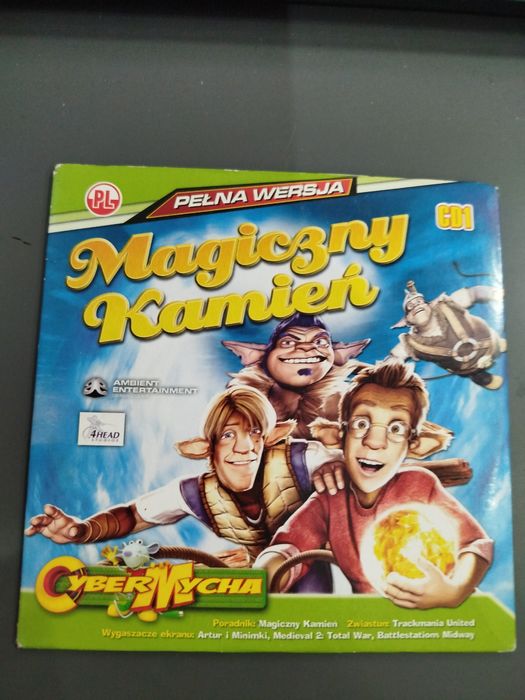 PL
PEŁNA WERSJA
CD1
Magiczny
Kamień
AMBIENT
ENTERTAINMENT
4HEAD
STUDIOS
CYBERMYCHA
Poradnik: Magiczny Kamień Zwiastun: Trackmania United
Wygaszacze ekranu: Artur i Minimki, Medieval 2: Total War, Battlestations Midway